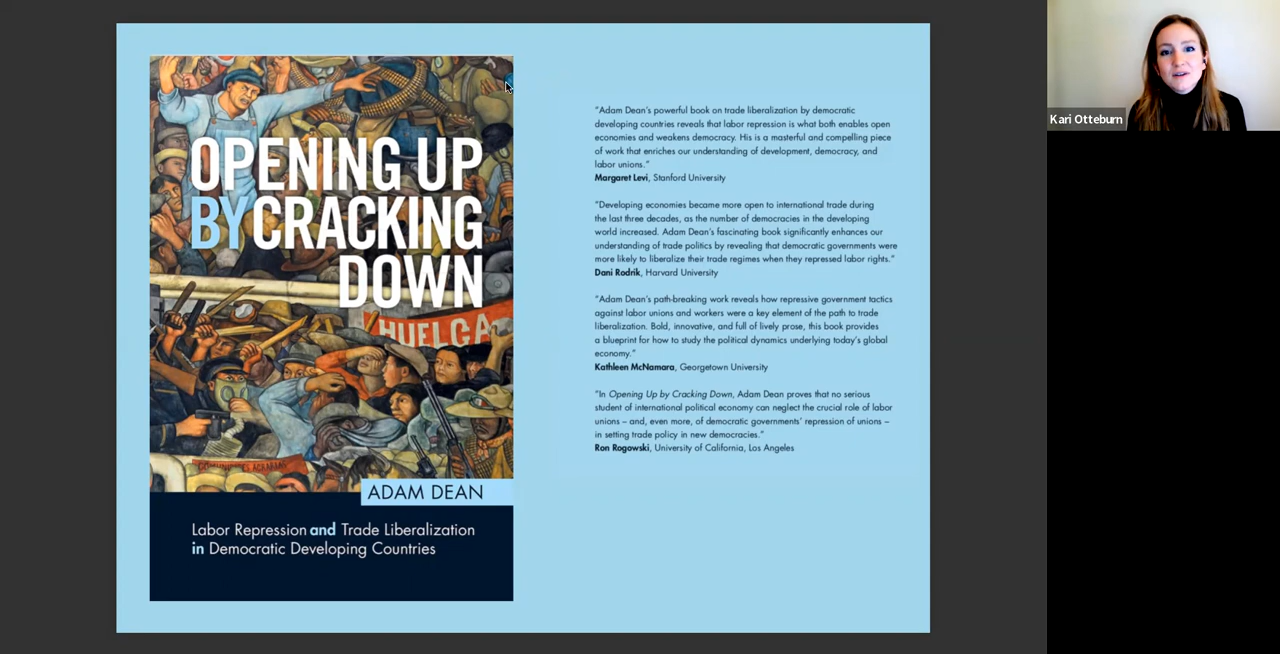 OPENING UP
BY CRACKING
DOWN
HUELGA
COMUNIDADES AGRARIAS
ADAM DEAN
Labor Repression and Trade Liberalization
in Democratic Developing Countries
“Adam Dean’s powerful book on trade liberalization by democratic
developing countries reveals that labor repression is what both enables open
economies and weakens democracy. His is a masterful and compelling piece
of work that enriches our understanding of development, democracy, and
labor unions.”
Margaret Levi, Stanford University
“Developing economies became more open to international trade during
the last three decades, as the number of democracies in the developing
world increased. Adam Dean’s fascinating book significantly enhances our
understanding of trade politics by revealing that democratic governments were
more likely to liberalize their trade regimes when they repressed labor rights.”
Dani Rodrik, Harvard University
“Adam Dean’s path-breaking work reveals how repressive government tactics
against labor unions and workers were a key element of the path to trade
liberalization. Bold, innovative, and full of lively prose, this book provides
a blueprint for how to study the political dynamics underlying today’s global
economy.”
Kathleen McNamara, Georgetown University
“In Opening Up by Cracking Down, Adam Dean proves that no serious
student of international political economy can neglect the crucial role of labor
unions – and, even more, of democratic governments’ repression of unions –
in setting trade policy in new democracies.”
Ron Rogowski, University of California, Los Angeles
Kari Otteburn